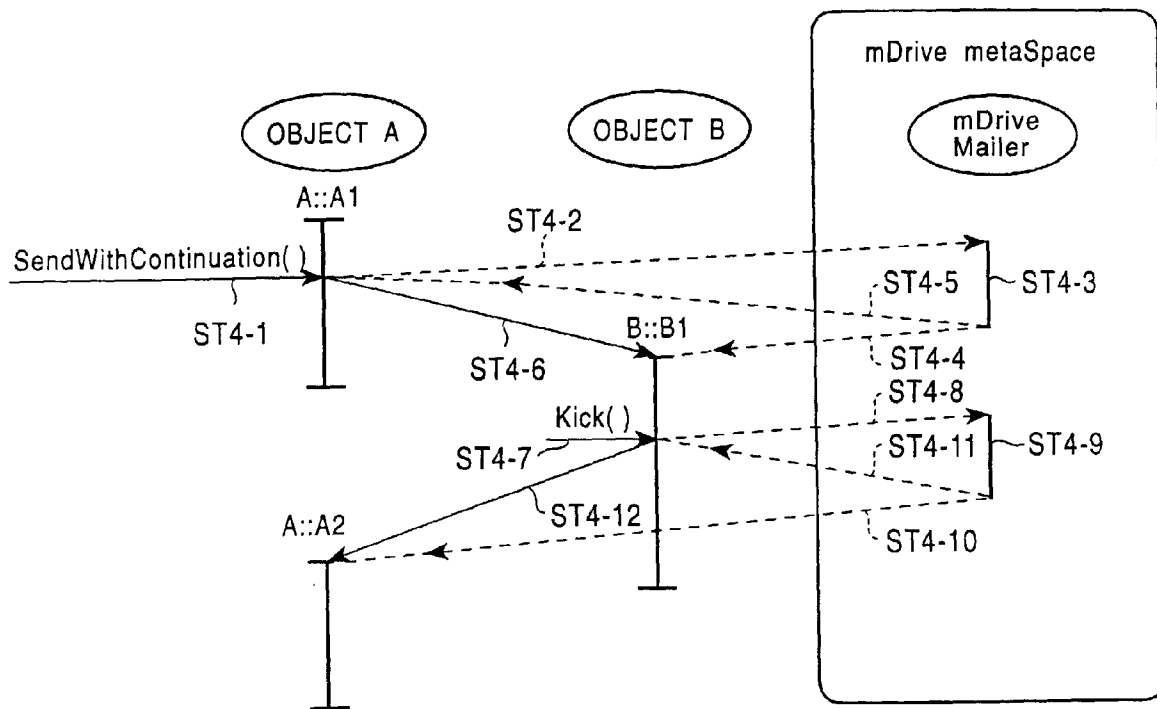 mDrive metaSpace
OBJECT A
OBJECT B
mDrive
Mailer
A::A1
ST4-2
SendWithContinuation()
ST4-5
ST4-3
ST4-1
B::B1
ST4-6
ST4-4
ST4-8
Kick()
ST4-7
ST4-11
ST4-9
A::A2
ST4-12
ST4-10